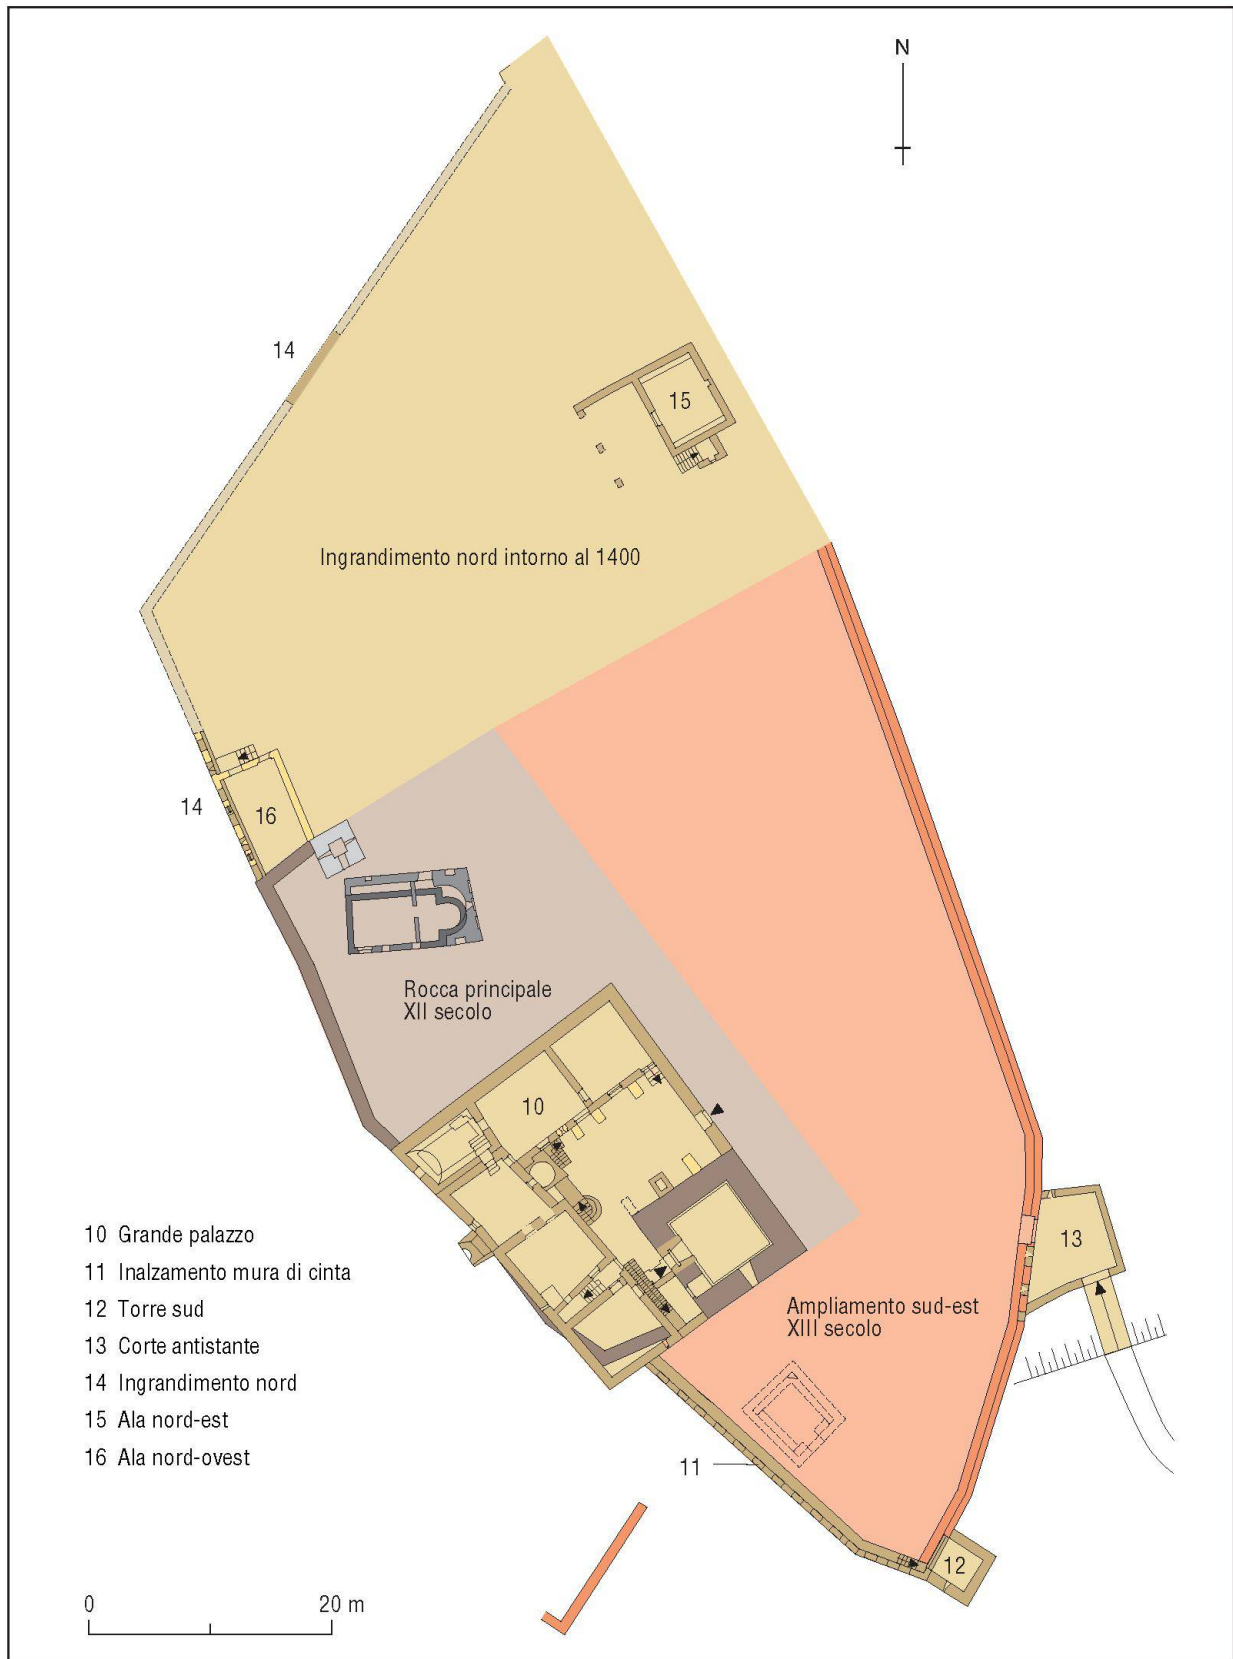 N
14
15
Ingrandimento nord intorno al 1400
14
16
Rocca principale
XII secolo
10
13
10 Grande palazzo
11 Inalzamento mura di cinta
12 Torre sud
13 Corte antistante
14 Ingrandimento nord
15 Ala nord-est
16 Ala nord-ovest
Ampliamento sud-est
XIII secolo
11
12
0 20 m